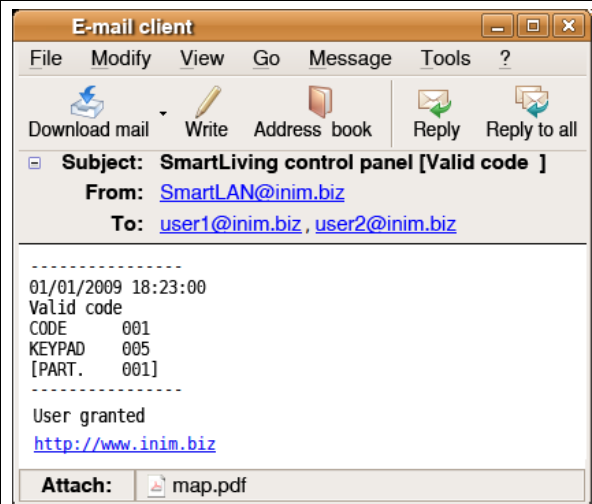 E-mail client
File Modify View Go Message Tools ?
Download mail Write Address book Reply Reply to all
Subject: SmartLiving control panel [Valid code ]
From: SmartLAN@inim.biz
To: user1@inim.biz , user2@inim.biz
----------------
01/01/2009 18:23:00
Valid code
CODE 001
KEYPAD 005
[PART. 001]
----------------
User granted
http://www.inim.biz
Attach: map.pdf